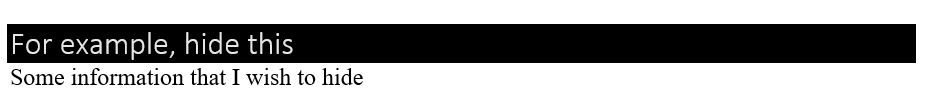 For example, hide this
Some information that I wish to hide